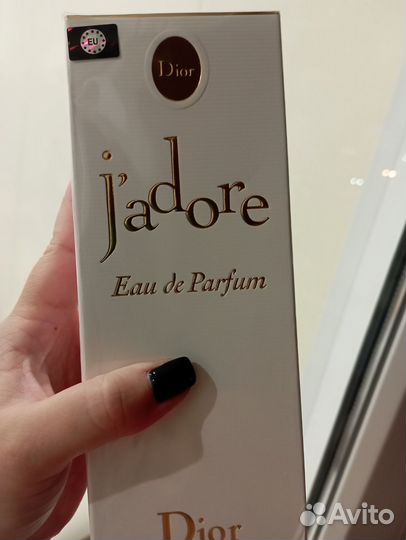 EU
Dior
j'adore
Eau de Parfum
Dior
Avito